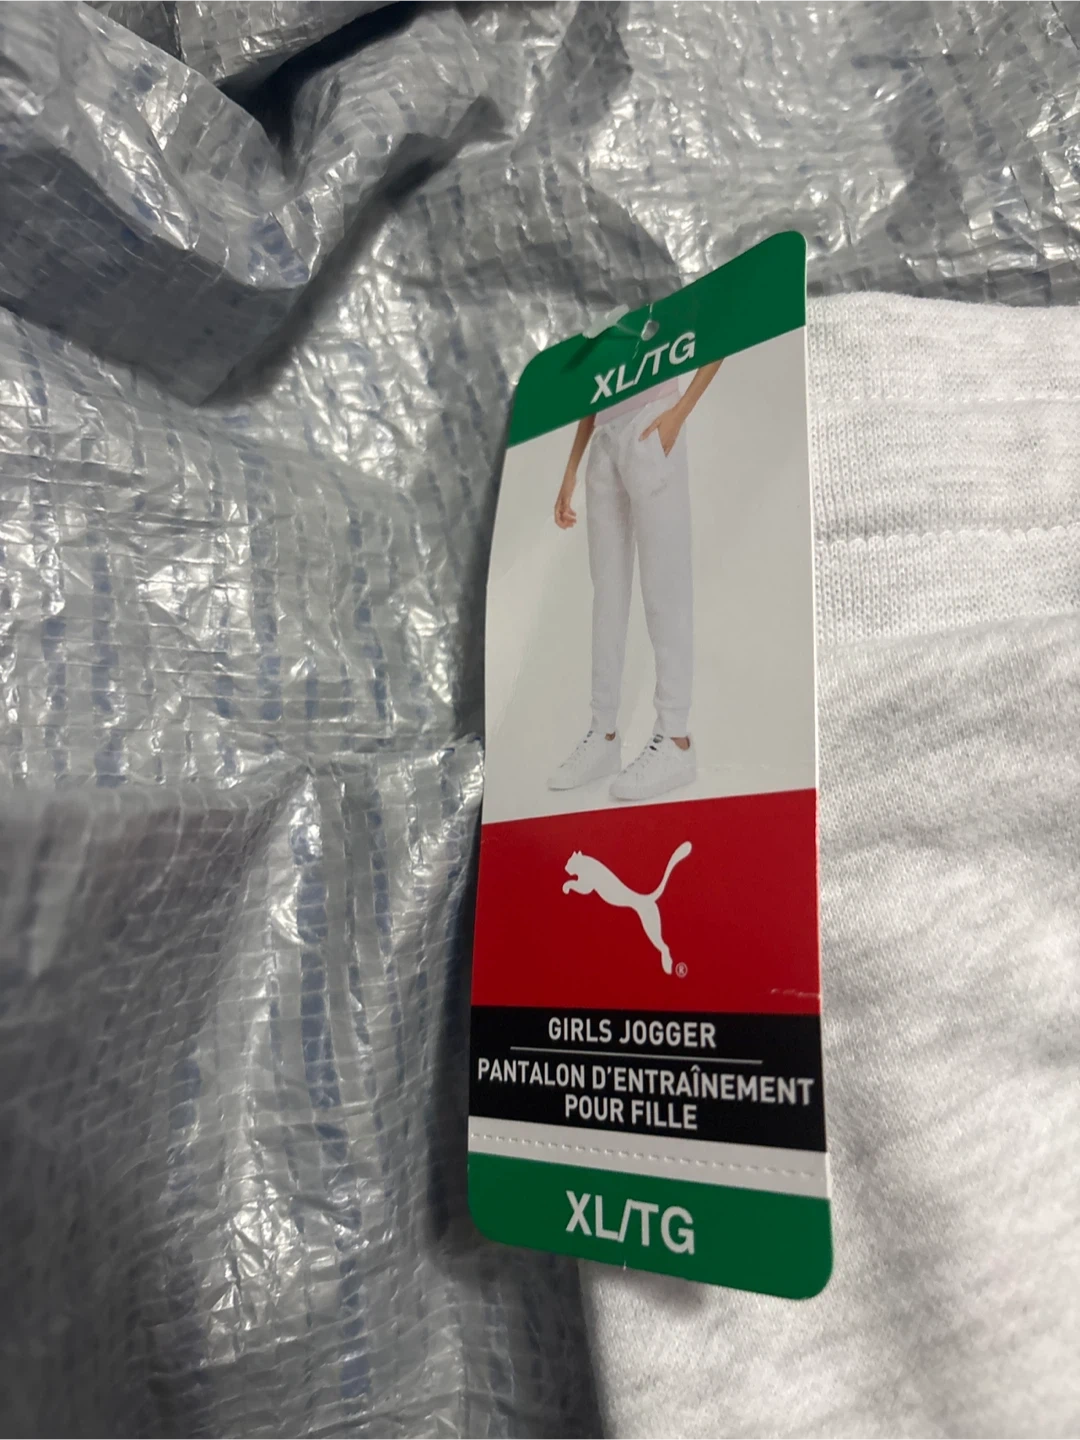 XL/TG
GIRLS JOGGER
PANTALON D'ENTRAÎNEMENT
POUR FILLE
XL/TG